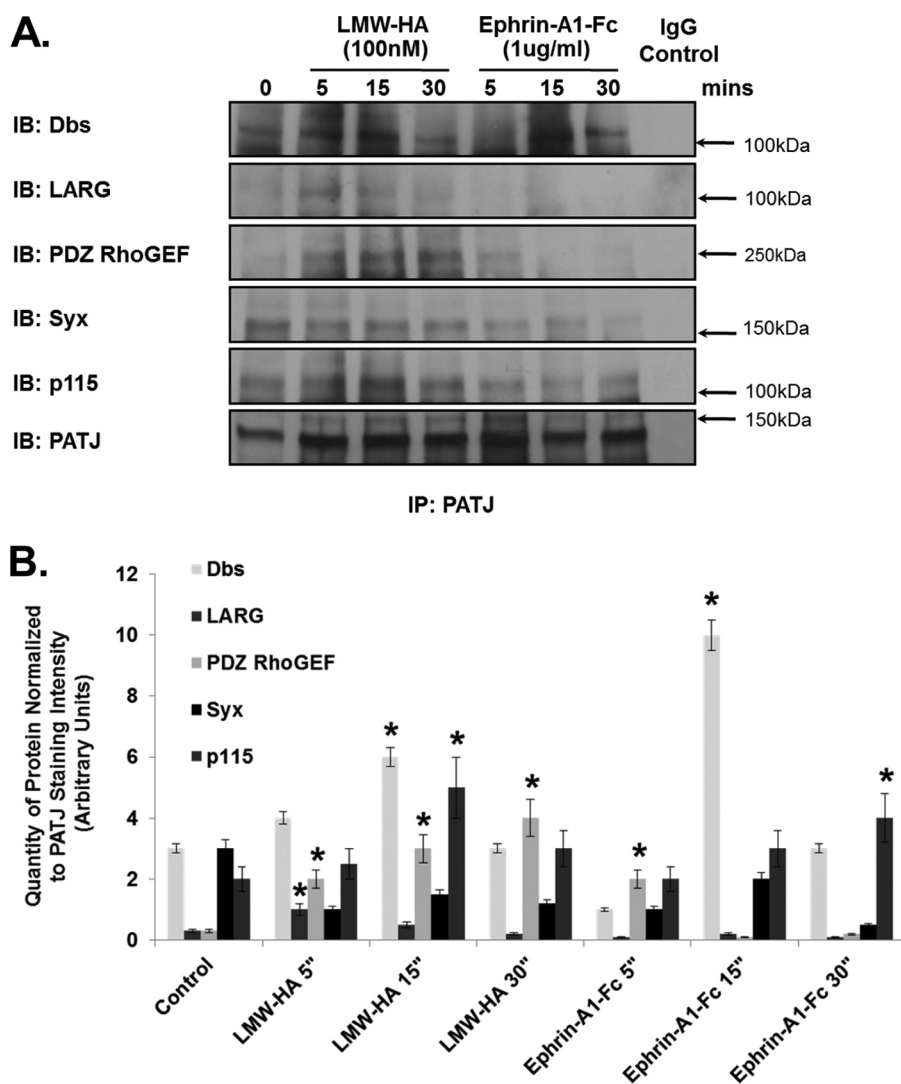 A.
LMW-HA
(100nM)
Ephrin-A1-Fc
(1ug/ml)
IgG
Control
0 5 15 30 5 15 30 mins
IB: Dbs
100kDa
IB: LARG
100kDa
IB: PDZ RhoGEF
250kDa
IB: Syx
150kDa
IB: p115
100kDa
150kDa
IB: PATJ
IP: PATJ
B.
Quantity of Protein Normalized
to PATJ Staining Intensity
(Arbitrary Units)
12
10
8
6
4
2
0
Dbs
LARG
PDZ RhoGEF
Syx
p115
*
*
*
*
*
*
*
*
*
Control
LMW-HA 5"
LMW-HA 15"
LMW-HA 30"
Ephrin-A1-Fc 5"
Ephrin-A1-Fc 15"
Ephrin-A1-Fc 30"